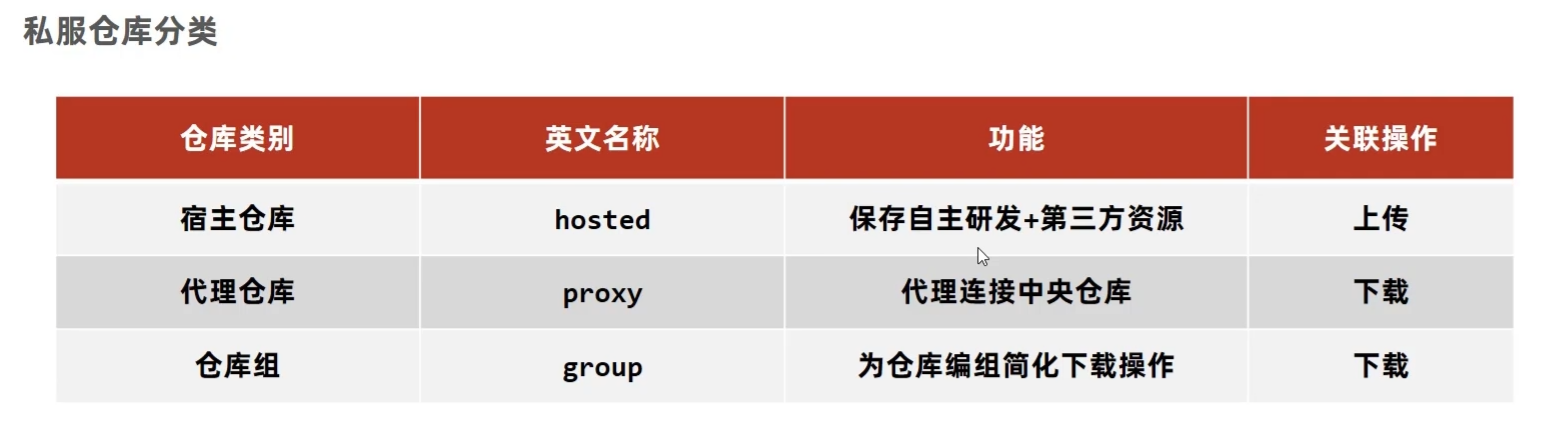 私服仓库分类
仓库类别 英文名称 功能 关联操作
宿主仓库 hosted 保存自主研发+第三方资源 上传
代理仓库 proxy 代理连接中央仓库 下载
仓库组 group 为仓库编组简化下载操作 下载